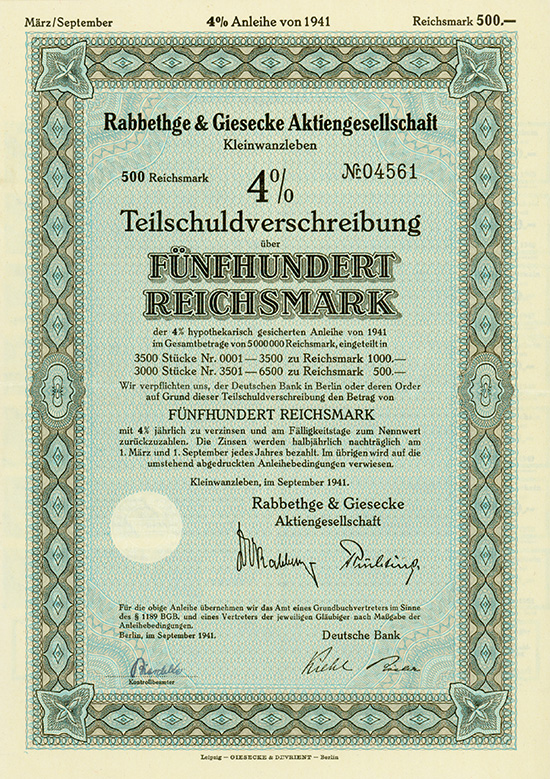 März/September 4% Anleihe von 1941 Reichsmark 500.—
Rabbethge & Giesecke Aktiengesellschaft
Kleinwanzleben
500 Reichsmark 4% № 04561
Teilschuldverschreibung
über
FÜNFHUNDERT
REICHSMARK
der 4% hypothekarisch gesicherten Anleihe von 1941
im Gesamtbetrage von 5000000 Reichsmark, eingeteilt in
3500 Stücke Nr. 0001—3500 zu Reichsmark 1000.—
3000 Stücke Nr. 3501—6500 zu Reichsmark 500.—
Wir verpflichten uns, der Deutschen Bank in Berlin oder deren Order
auf Grund dieser Teilschuldverschreibung den Betrag von
FÜNFHUNDERT REICHSMARK
mit 4% jährlich zu verzinsen und am Fälligkeitstage zum Nennwert
zurückzuzahlen. Die Zinsen werden halbjährlich nachträglich am
1. März und 1. September jedes Jahres bezahlt. Im übrigen wird auf die
umstehend abgedruckten Anleihebedingungen verwiesen.
Kleinwanzleben, im September 1941.
Rabbethge & Giesecke
Aktiengesellschaft
Für die obige Anleihe übernehmen wir das Amt eines Grundbuchvertreters im Sinne
des § 1189 BGB. und eines Vertreters der jeweiligen Gläubiger nach Maßgabe der
Anleihebedingungen.
Berlin, im September 1941. Deutsche Bank
Kontrollbeamter
Leipzig — GIESECKE & DEVRIENT — Berlin